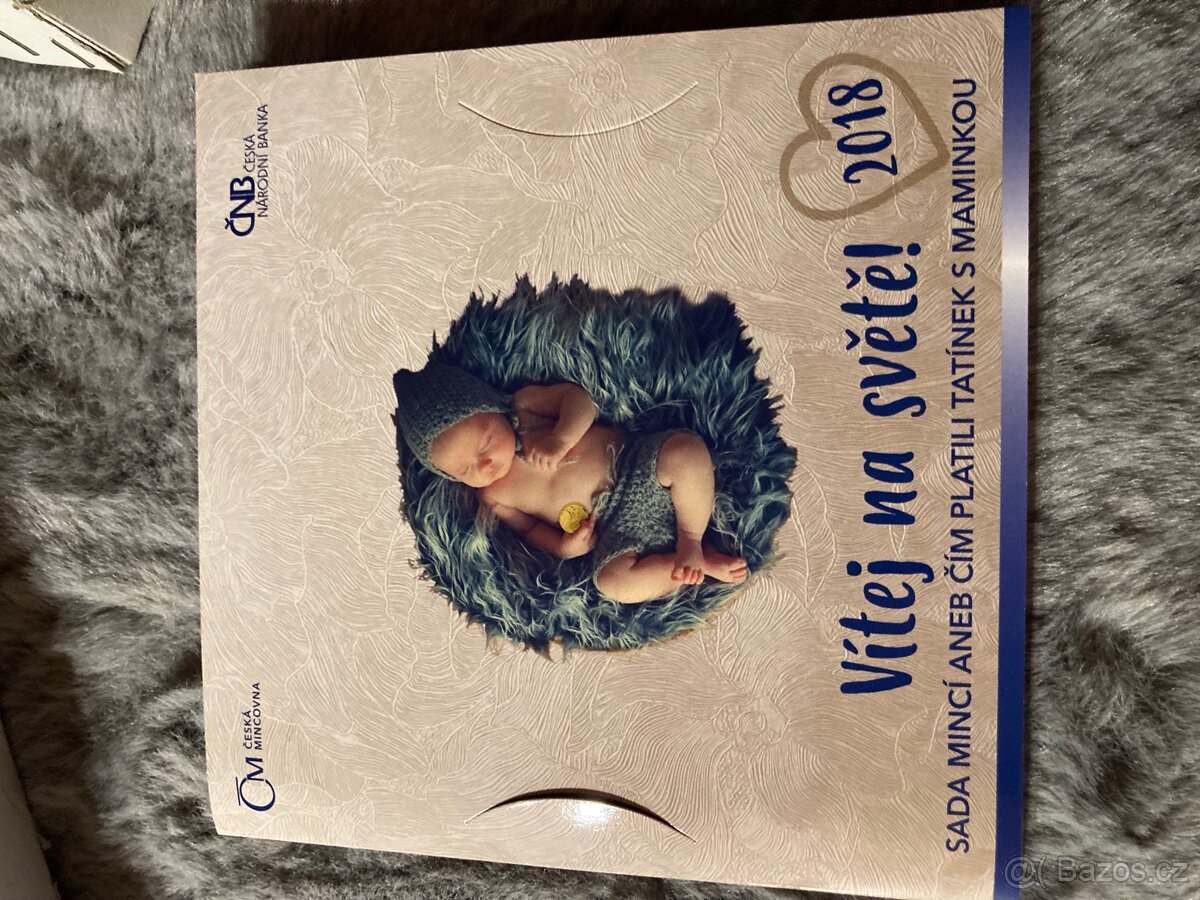 ČM ČESKÁ
MINCOVNA
ČNB ČESKÁ
NÁRODNÍ BANKA
Vítej na světě! 2018
SADA MINCÍ ANEB ČÍM PLATILI TATÍNEK S MAMINKOU
@( Bazos.cz